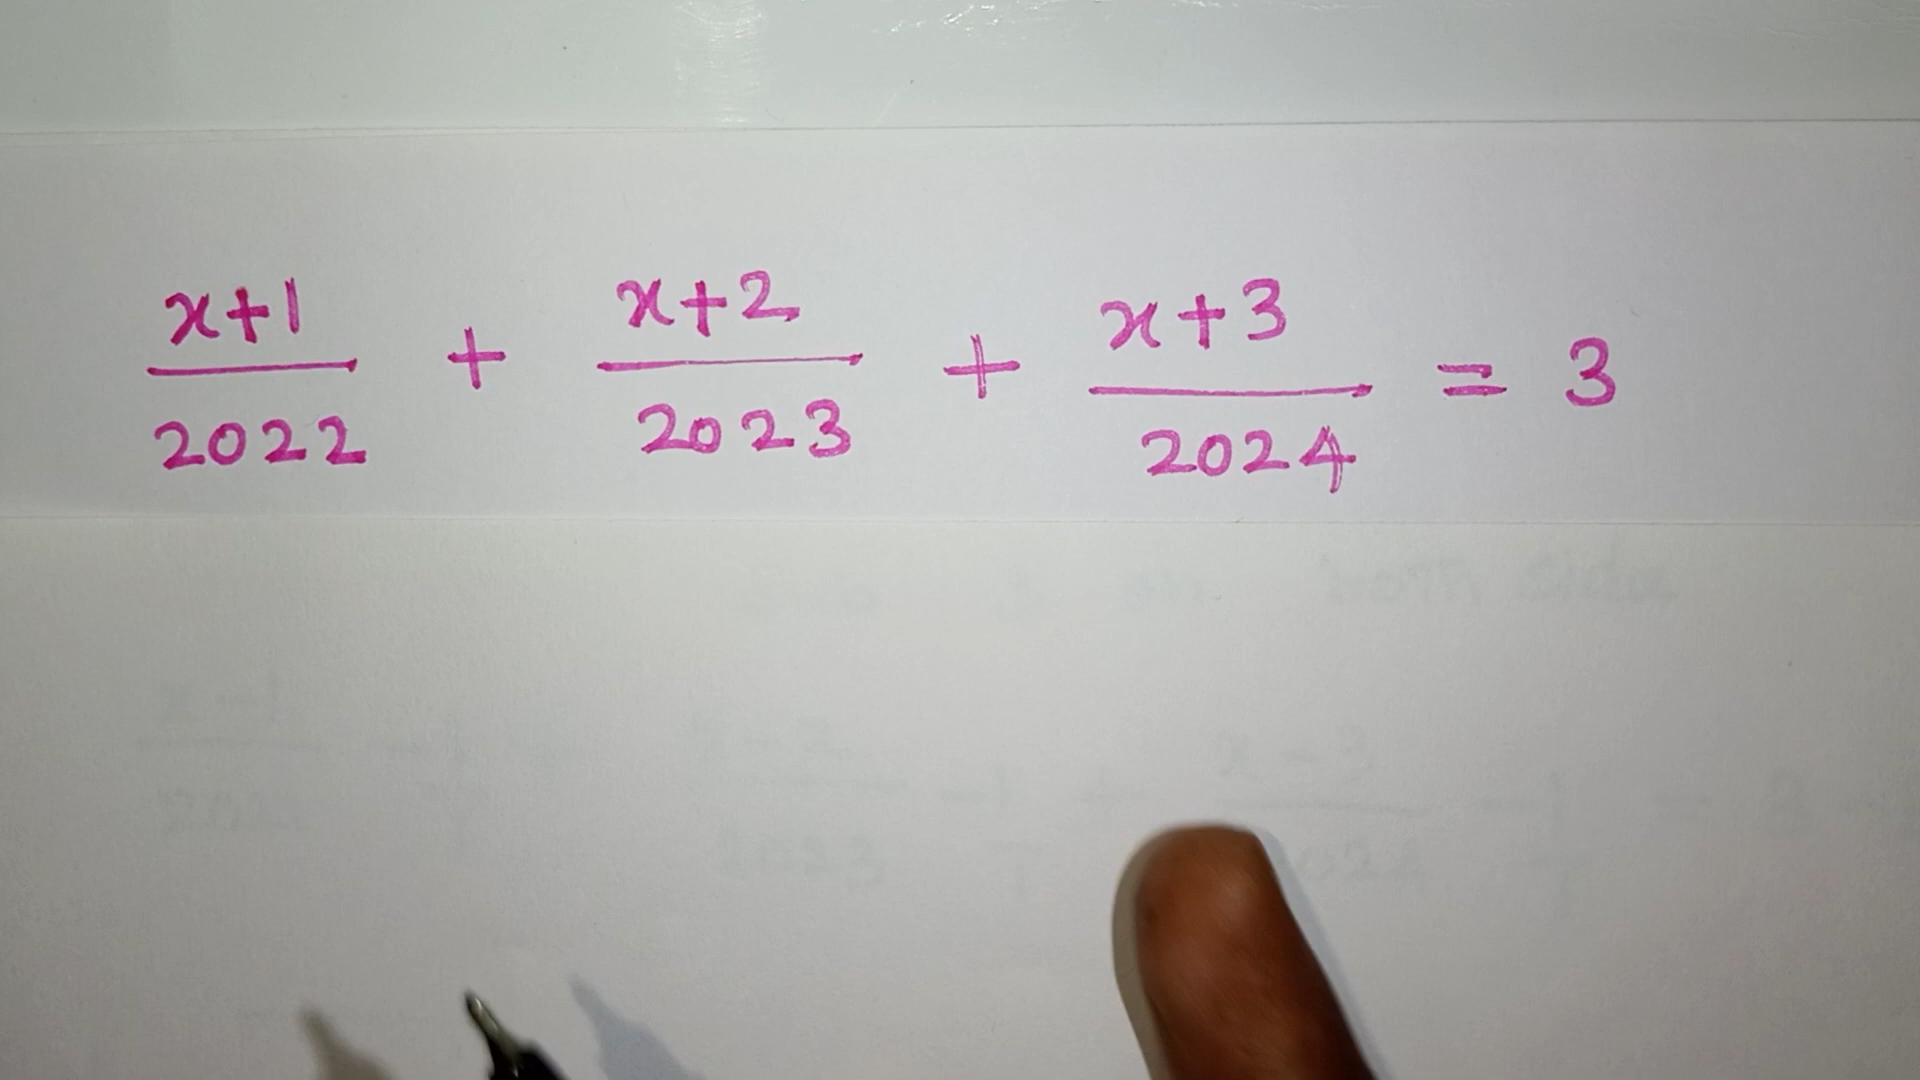 x+1/2022 + x+2/2023 + x+3/2024 = 3